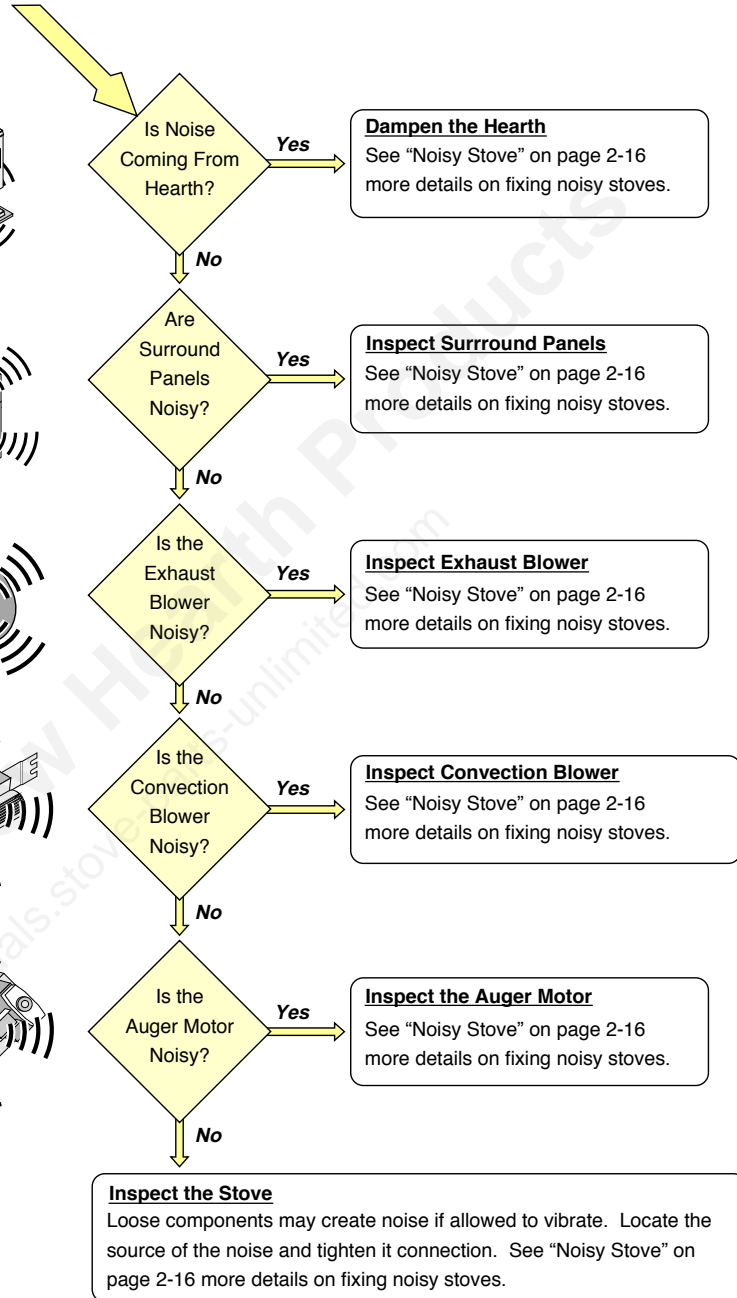 Is Noise
Coming From
Hearth?
Yes
Dampen the Hearth
See “Noisy Stove” on page 2-16
more details on fixing noisy stoves.
No
Are
Surround
Panels
Noisy?
Yes
Inspect Surrround Panels
See “Noisy Stove” on page 2-16
more details on fixing noisy stoves.
No
Is the
Exhaust
Blower
Noisy?
Yes
Inspect Exhaust Blower
See “Noisy Stove” on page 2-16
more details on fixing noisy stoves.
No
Is the
Convection
Blower
Noisy?
Yes
Inspect Convection Blower
See “Noisy Stove” on page 2-16
more details on fixing noisy stoves.
No
Is the
Auger Motor
Noisy?
Yes
Inspect the Auger Motor
See “Noisy Stove” on page 2-16
more details on fixing noisy stoves.
No
Inspect the Stove
Loose components may create noise if allowed to vibrate.  Locate the
source of the noise and tighten it connection.  See “Noisy Stove” on
page 2-16 more details on fixing noisy stoves.
Hearth Products
stove-parts-unlimited.com